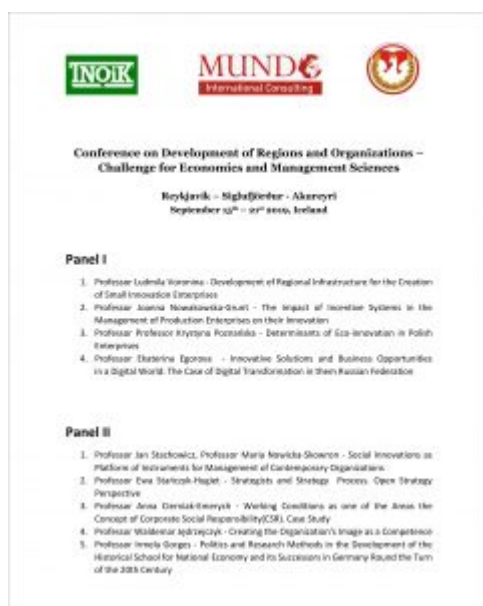 TNOiK
MUNDO
International Consulting
Conference on Development of Regions and Organizations –
Challenge for Economics and Management Sciences
Reykjavík – Siglufjörður - Akureyri
September 15th – 21st 2019, Iceland
Panel I
1. Professor Ludmila Voronina - Development of Regional Infrastructure for the Creation
of Small Innovation Enterprises
2. Professor Joanna Nowakowska-Grunt - The Impact of Incentive Systems in the
Management of Production Enterprises on their Innovation
3. Professor Professor Krystyna Poznańska - Determinants of Eco-innovation in Polish
Enterprises
4. Professor Ekaterina Egorova - Innovative Solutions and Business Opportunities
in a Digital World. The Case of Digital Transformation in them Russian Federation
Panel II
1. Professor Jan Stachowicz, Professor Maria Nowicka-Skowron - Social Innovations as
Platform of Instruments for Management of Contemporary Organizations
2. Professor Ewa Stańczyk-Hugiet - Strategists and Strategy Process. Open Strategy
Perspective
3. Professor Anna Cierniak-Emerych - Working Conditions as one of the Areas the
Concept of Corporate Social Responsibility(CSR). Case Study
4. Professor Waldemar Jędrzejczyk - Creating the Organization's Image as a Competence
5. Professor Irmela Gorges - Politics and Research Methods in the Development of the
Historical School for National Economy and its Successors in Germany Round the Turn
of the 20th Century